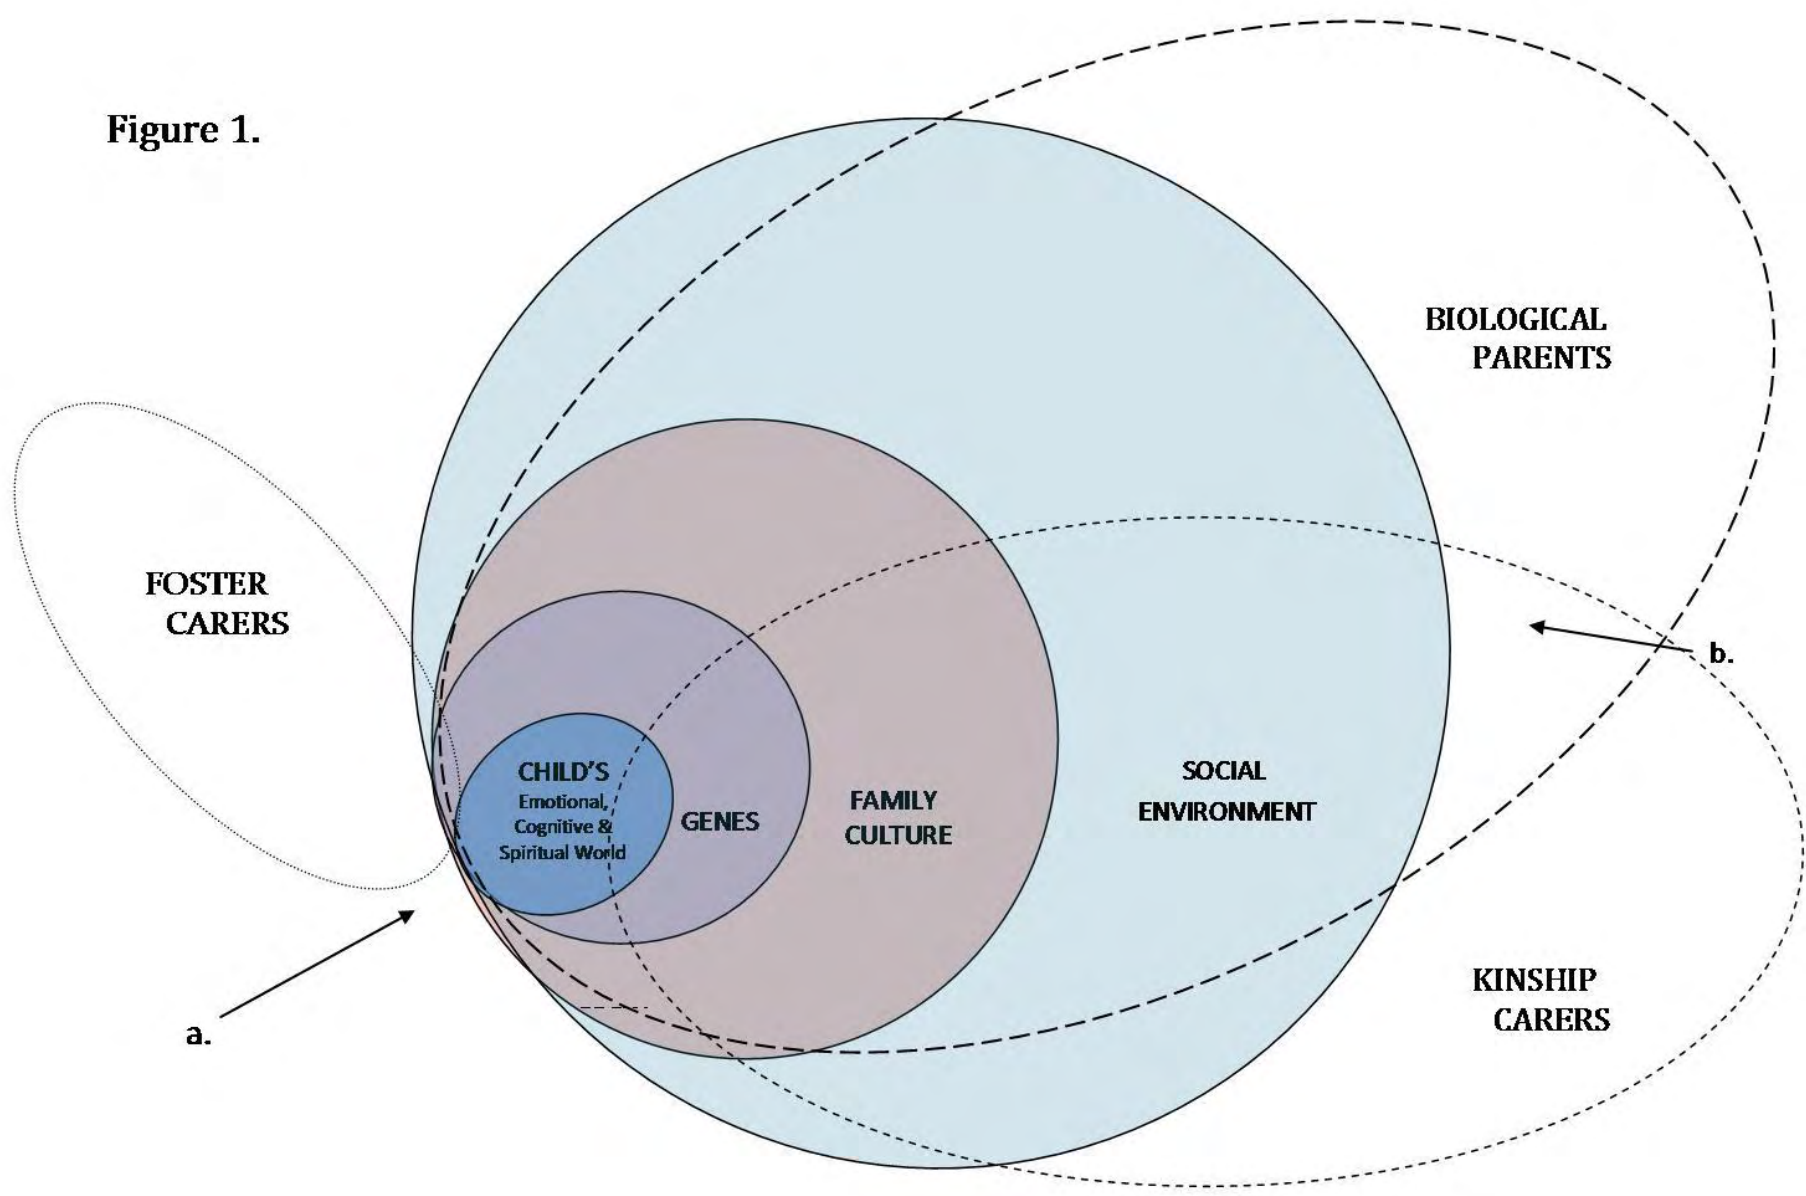 Figure 1.
BIOLOGICAL
PARENTS
FOSTER
CARERS
b.
CHILD'S
Emotional,
Cognitive &
Spiritual World
GENES
FAMILY
CULTURE
SOCIAL
ENVIRONMENT
KINSHIP
CARERS
a.